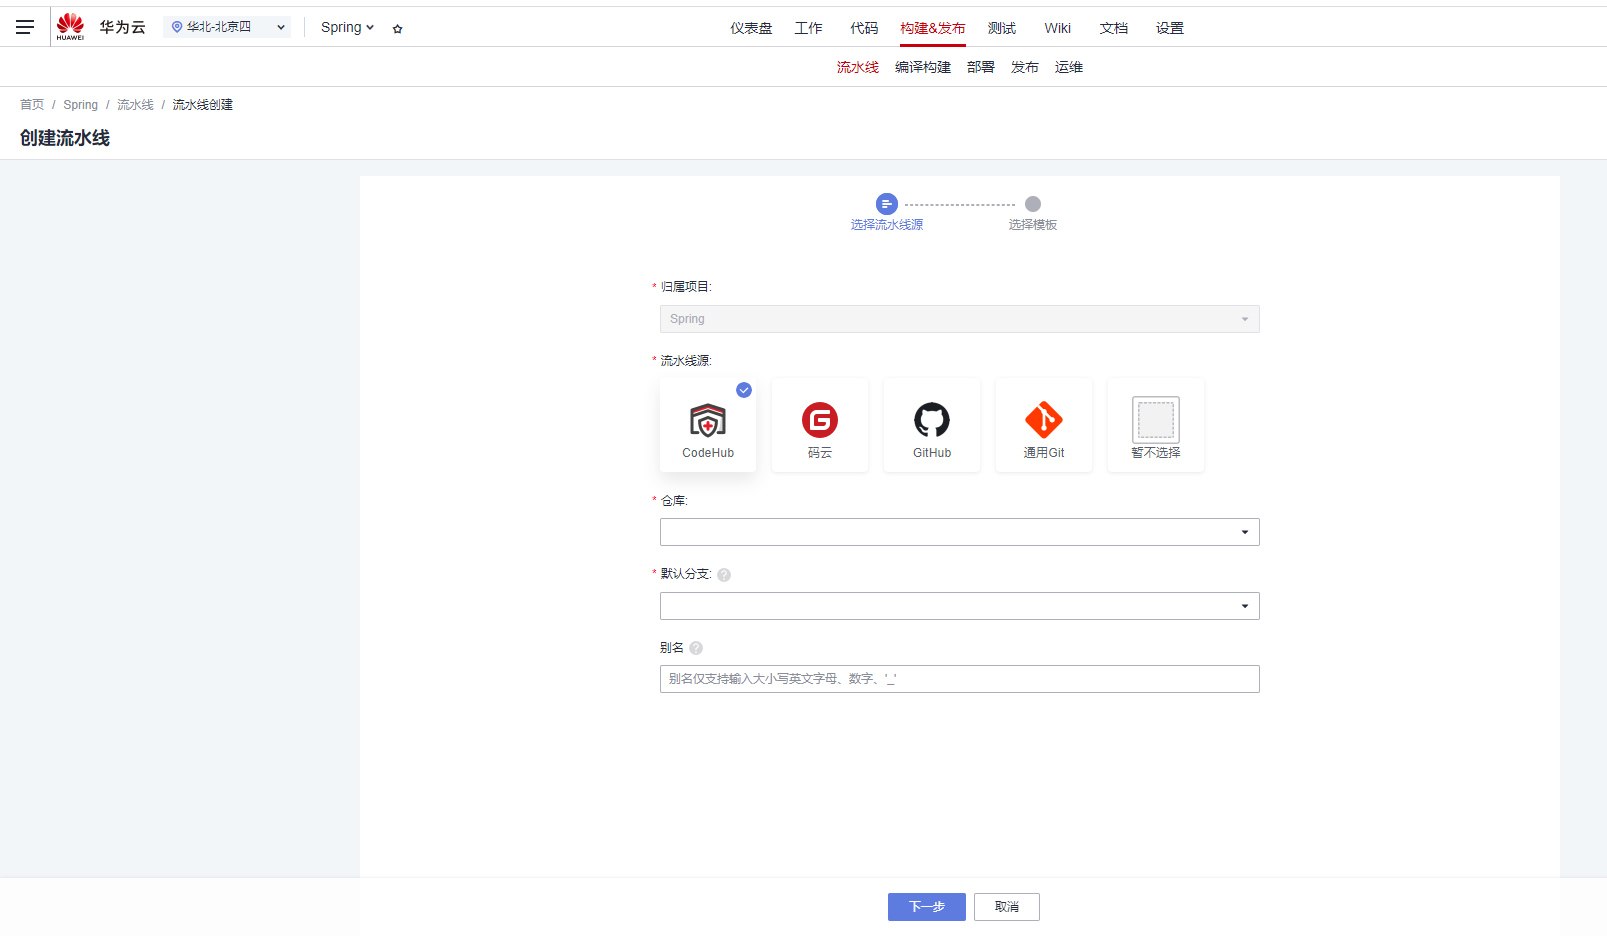 HUAWEI
华为云
华北-北京四
Spring
仪表盘 工作 代码 构建&发布 测试 Wiki 文档 设置
流水线 编译构建 部署 发布 运维
首页 / Spring / 流水线 / 流水线创建
创建流水线
选择流水线源 选择模板
* 归属项目:
Spring
* 流水线源:
CodeHub 码云 GitHub 通用Git 暂不选择
* 仓库:
* 默认分支: ?
别名 ?
别名仅支持输入大小写英文字母、数字、'_'
下一步 取消